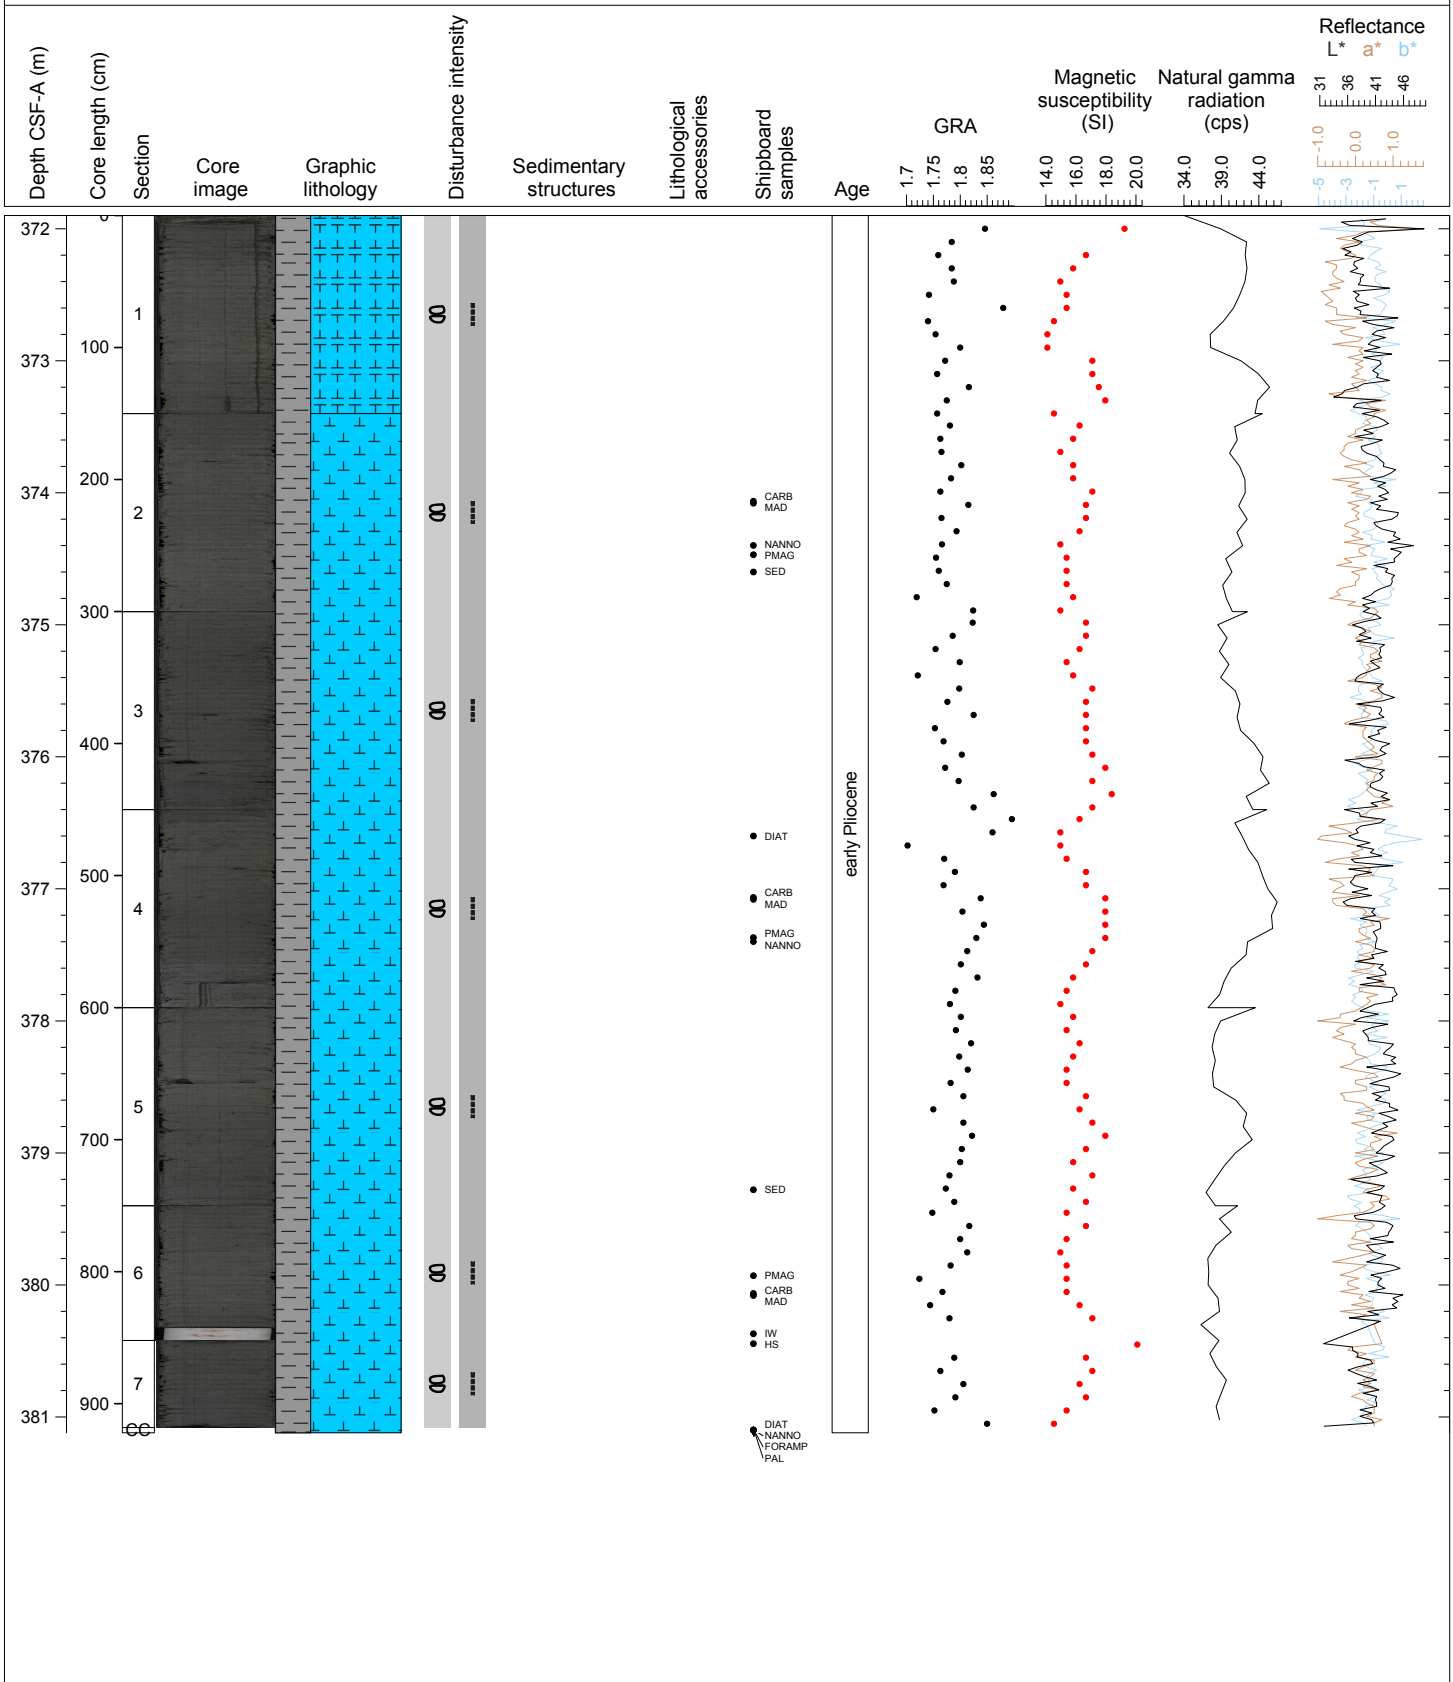 Depth CSF-A (m)
Core length (cm)
Section
Core
image
Graphic
lithology
Disturbance intensity
Sedimentary
structures
Lithological
accessories
Shipboard
samples
Age
GRA
1.7 1.75 1.8 1.85
Magnetic
susceptibility
(SI)
14.0 16.0 18.0 20.0
Natural gamma
radiation
(cps)
34.0 39.0 44.0
Reflectance
L* a* b*
31 36 41 46
-1.0 0.0 1.0
-5 -3 -1 1
0
372
1
100
373
200
374
2
CARB
MAD
NANNO
PMAG
SED
300
375
3
400
376
early Pliocene
DIAT
500
377
4
CARB
MAD
PMAG
NANNO
600
378
5
700
379
SED
6
800
380
PMAG
CARB
MAD
IW
HS
7
900
381
CC
DIAT
NANNO
FORAMP
PAL